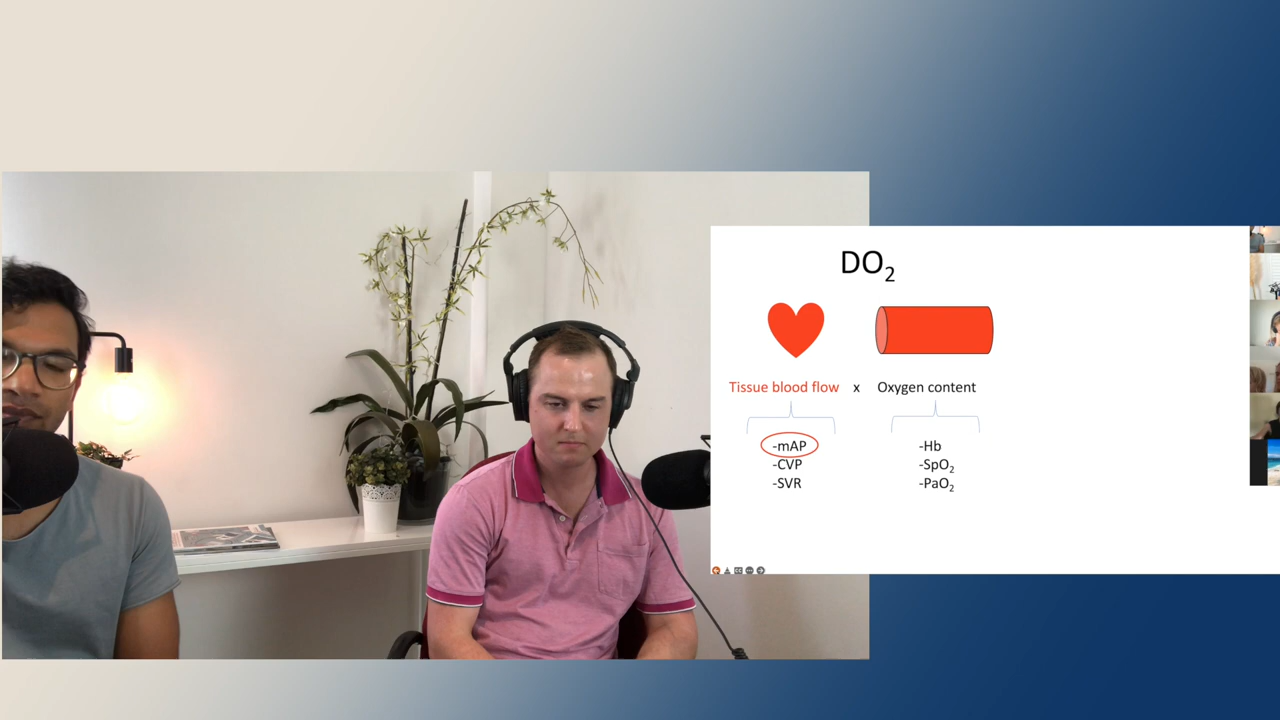 DO₂
Tissue blood flow x Oxygen content
-mAP
-CVP
-SVR
-Hb
-SpO₂
-PaO₂